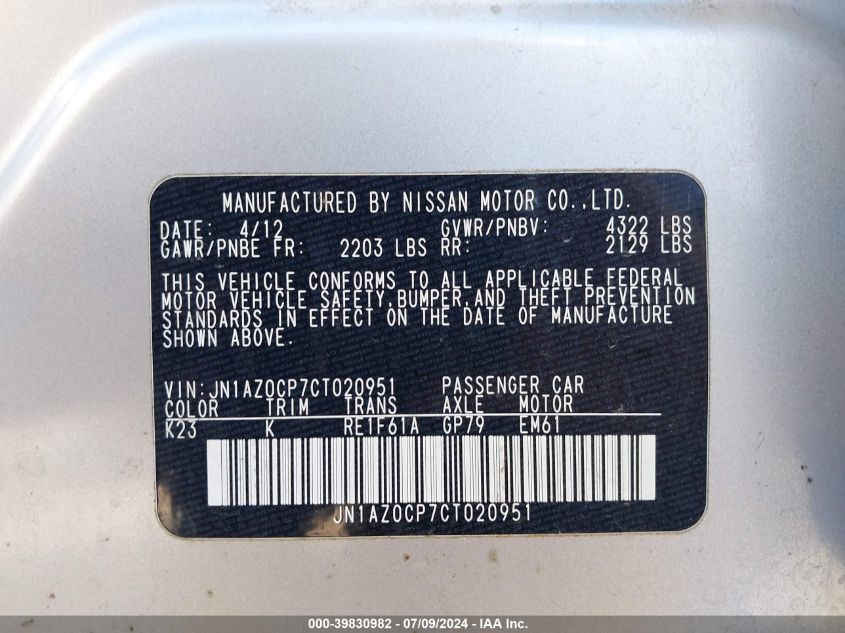 MANUFACTURED BY NISSAN MOTOR CO.,LTD.
DATE: 4/12 GVWR/PNBV: 4322 LBS
GAWR/PNBE FR: 2203 LBS RR: 2129 LBS
THIS VEHICLE CONFORMS TO ALL APPLICABLE FEDERAL
MOTOR VEHICLE SAFETY,BUMPER,AND THEFT PREVENTION
STANDARDS IN EFFECT ON THE DATE OF MANUFACTURE
SHOWN ABOVE.
VIN:JN1AZ0CP7CT020951 PASSENGER CAR
COLOR TRIM TRANS AXLE MOTOR
K23 K RE1F61A GP79 EM61
JN1AZ0CP7CT020951
000-39830982 - 07/09/2024 - IAA Inc.